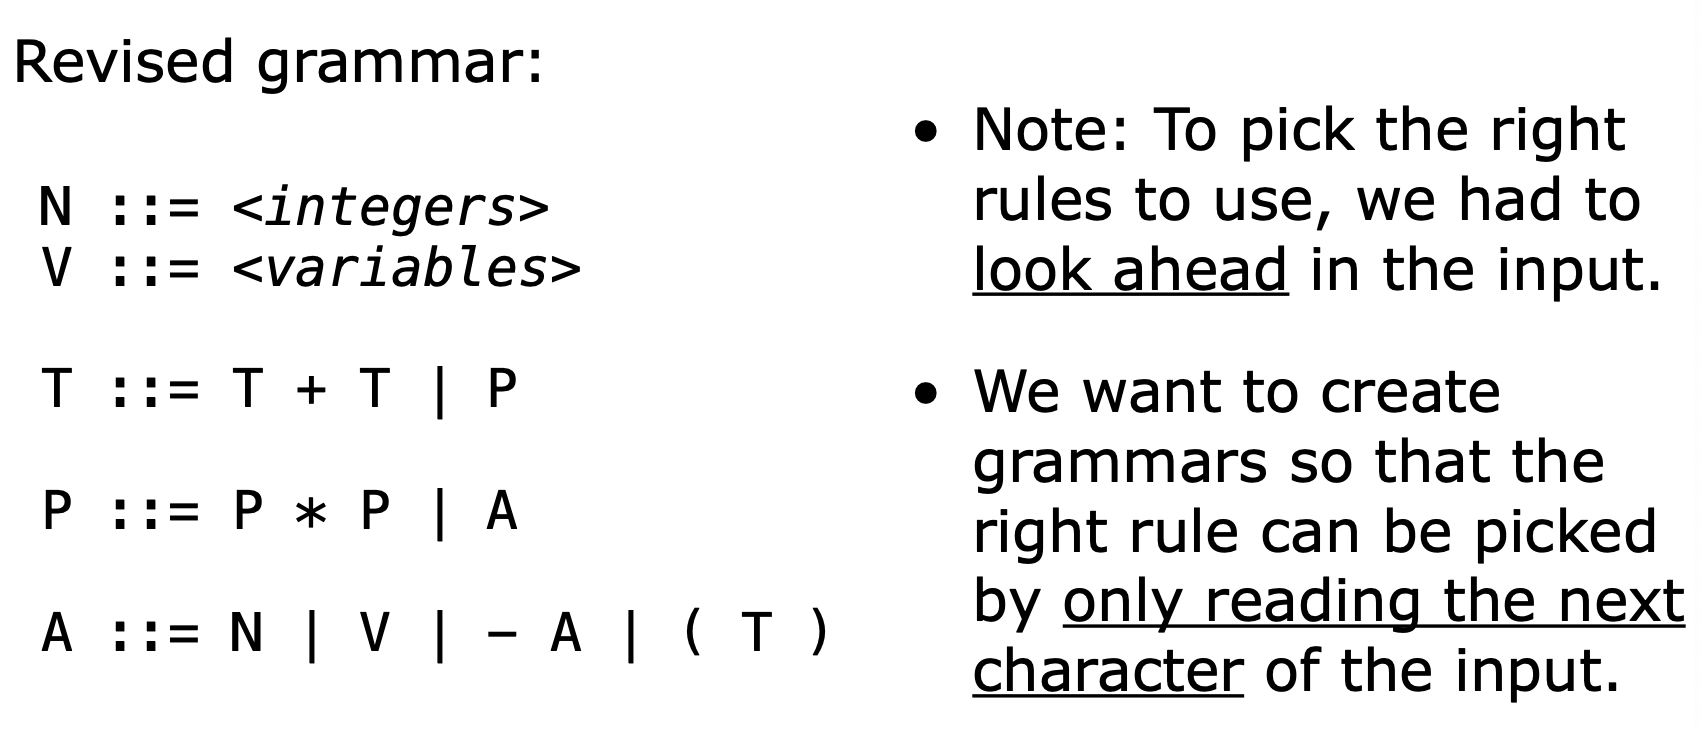 Revised grammar:
N ::= <integers>
V ::= <variables>
T ::= T + T | P
P ::= P * P | A
A ::= N | V | − A | ( T )
• Note: To pick the right
rules to use, we had to
look ahead in the input.
• We want to create
grammars so that the
right rule can be picked
by only reading the next
character of the input.